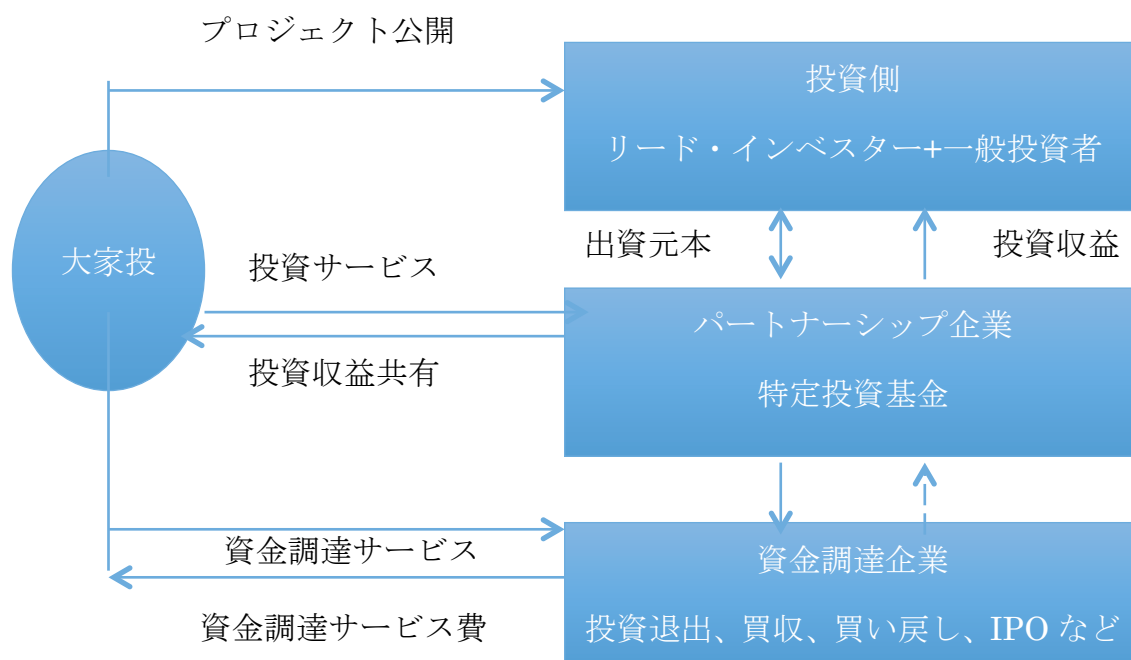 プロジェクト公開
投資側
リード・インベスター+一般投資者
出資元本
投資収益
大家投
投資サービス
パートナーシップ企業
投資収益共有
特定投資基金
資金調達サービス
資金調達企業
資金調達サービス費
投資退出、買収、買い戻し、IPO など